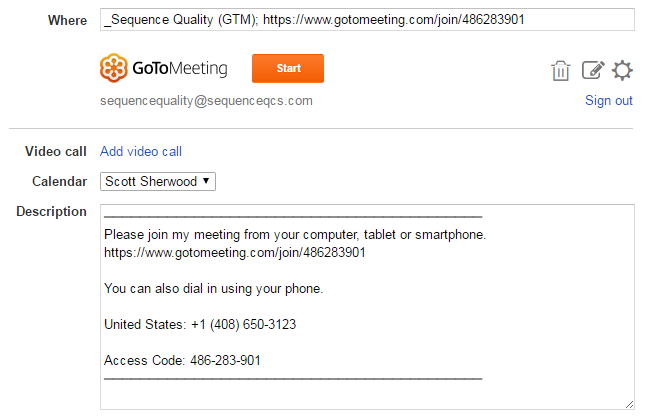 Where _Sequence Quality (GTM); https://www.gotomeeting.com/join/486283901
GoToMeeting Start
sequencequality@sequenceqcs.com Sign out
Video call Add video call
Calendar Scott Sherwood
Description
Please join my meeting from your computer, tablet or smartphone.
https://www.gotomeeting.com/join/486283901
You can also dial in using your phone.
United States: +1 (408) 650-3123
Access Code: 486-283-901